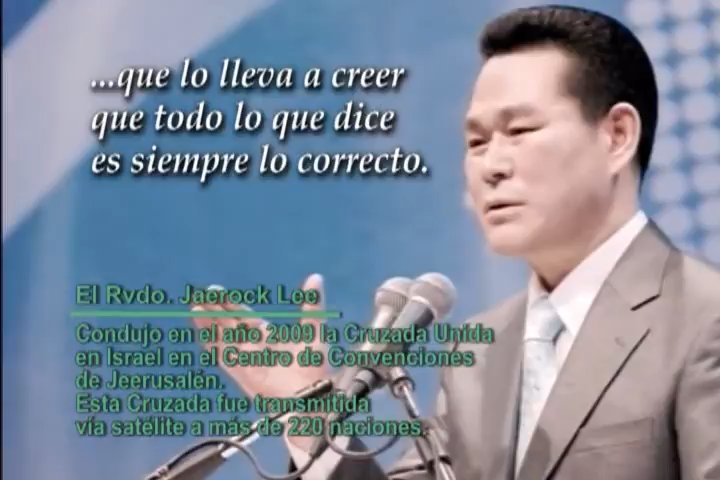 ...que lo lleva a creer
que todo lo que dice
es siempre lo correcto.
El Rvdo. Jaerock Lee
Condujo en el año 2009 la Cruzada Unida
en Israel en el Centro de Convenciones
de Jeerusalén.
Esta Cruzada fue transmitida
vía satélite a más de 220 naciones.